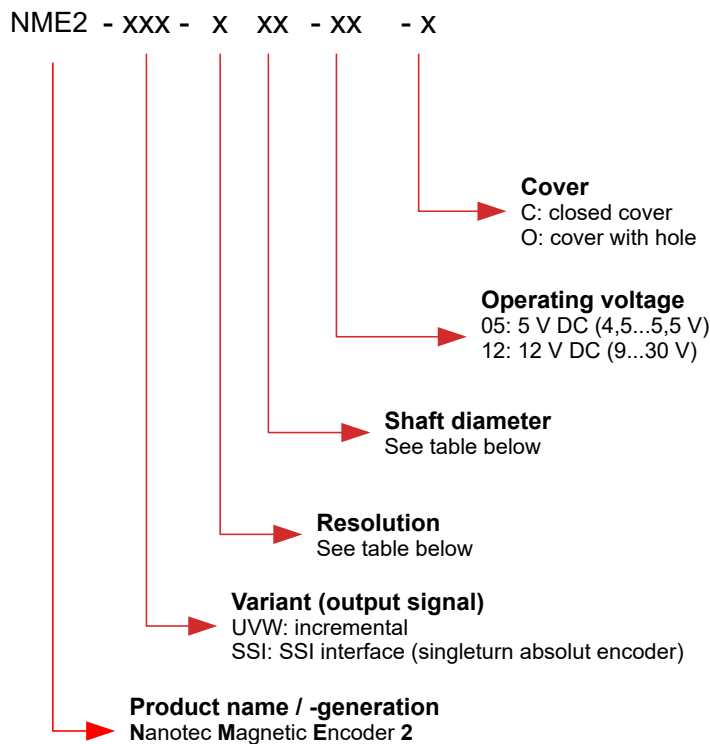 NME2 - xxx - x xx - xx - x
Cover
C: closed cover
O: cover with hole
Operating voltage
05: 5 V DC (4,5...5,5 V)
12: 12 V DC (9...30 V)
Shaft diameter
See table below
Resolution
See table below
Variant (output signal)
UVW: incremental
SSI: SSI interface (singleturn absolut encoder)
Product name / -generation
Nanotec Magnetic Encoder 2